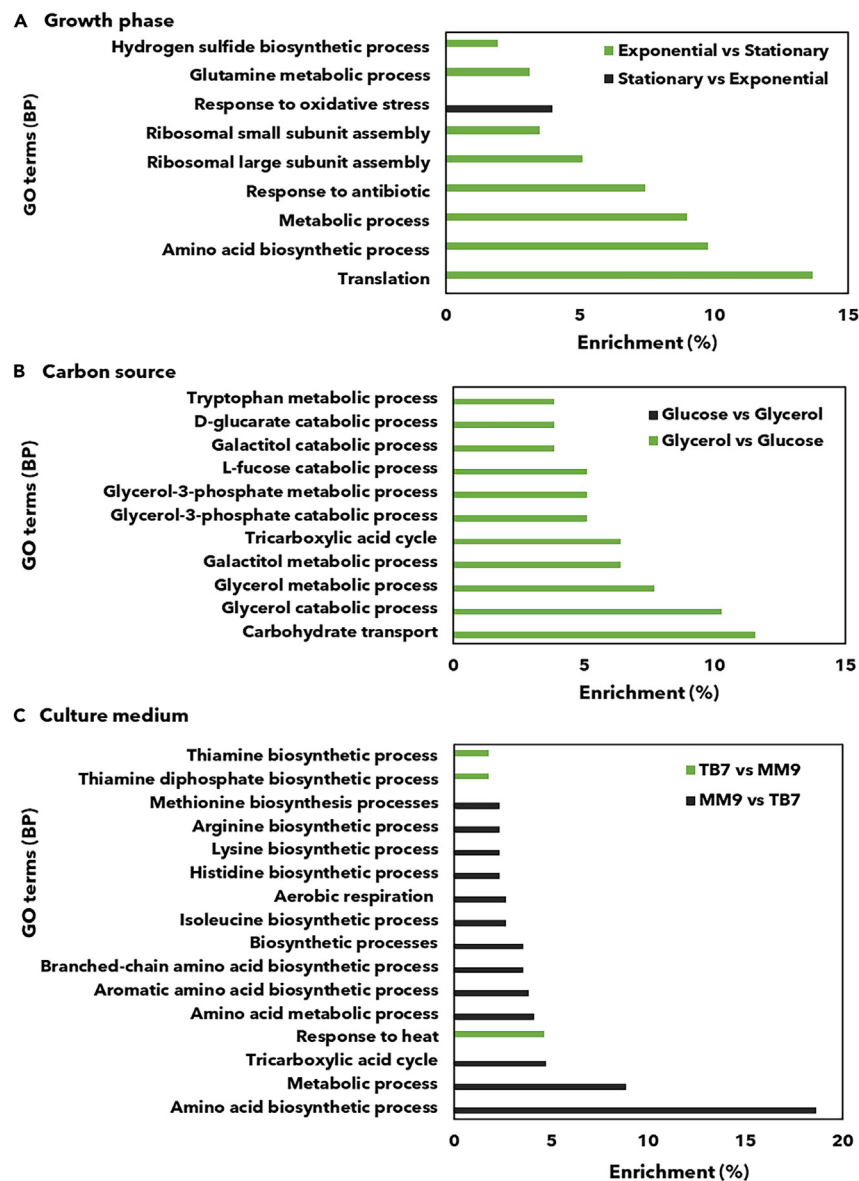 A Growth phase
Hydrogen sulfide biosynthetic process
Glutamine metabolic process
Response to oxidative stress
Ribosomal small subunit assembly
Ribosomal large subunit assembly
Response to antibiotic
Metabolic process
Amino acid biosynthetic process
Translation
GO terms (BP)
Exponential vs Stationary
Stationary vs Exponential
0 5 10 15
Enrichment (%)
B Carbon source
Tryptophan metabolic process
D-glucarate catabolic process
Galactitol catabolic process
L-fucose catabolic process
Glycerol-3-phosphate metabolic process
Glycerol-3-phosphate catabolic process
Tricarboxylic acid cycle
Galactitol metabolic process
Glycerol metabolic process
Glycerol catabolic process
Carbohydrate transport
GO terms (BP)
Glucose vs Glycerol
Glycerol vs Glucose
0 5 10 15
Enrichment (%)
C Culture medium
Thiamine biosynthetic process
Thiamine diphosphate biosynthetic process
Methionine biosynthesis processes
Arginine biosynthetic process
Lysine biosynthetic process
Histidine biosynthetic process
Aerobic respiration
Isoleucine biosynthetic process
Biosynthetic processes
Branched-chain amino acid biosynthetic process
Aromatic amino acid biosynthetic process
Amino acid metabolic process
Response to heat
Tricarboxylic acid cycle
Metabolic process
Amino acid biosynthetic process
GO terms (BP)
TB7 vs MM9
MM9 vs TB7
0 5 10 15 20
Enrichment (%)